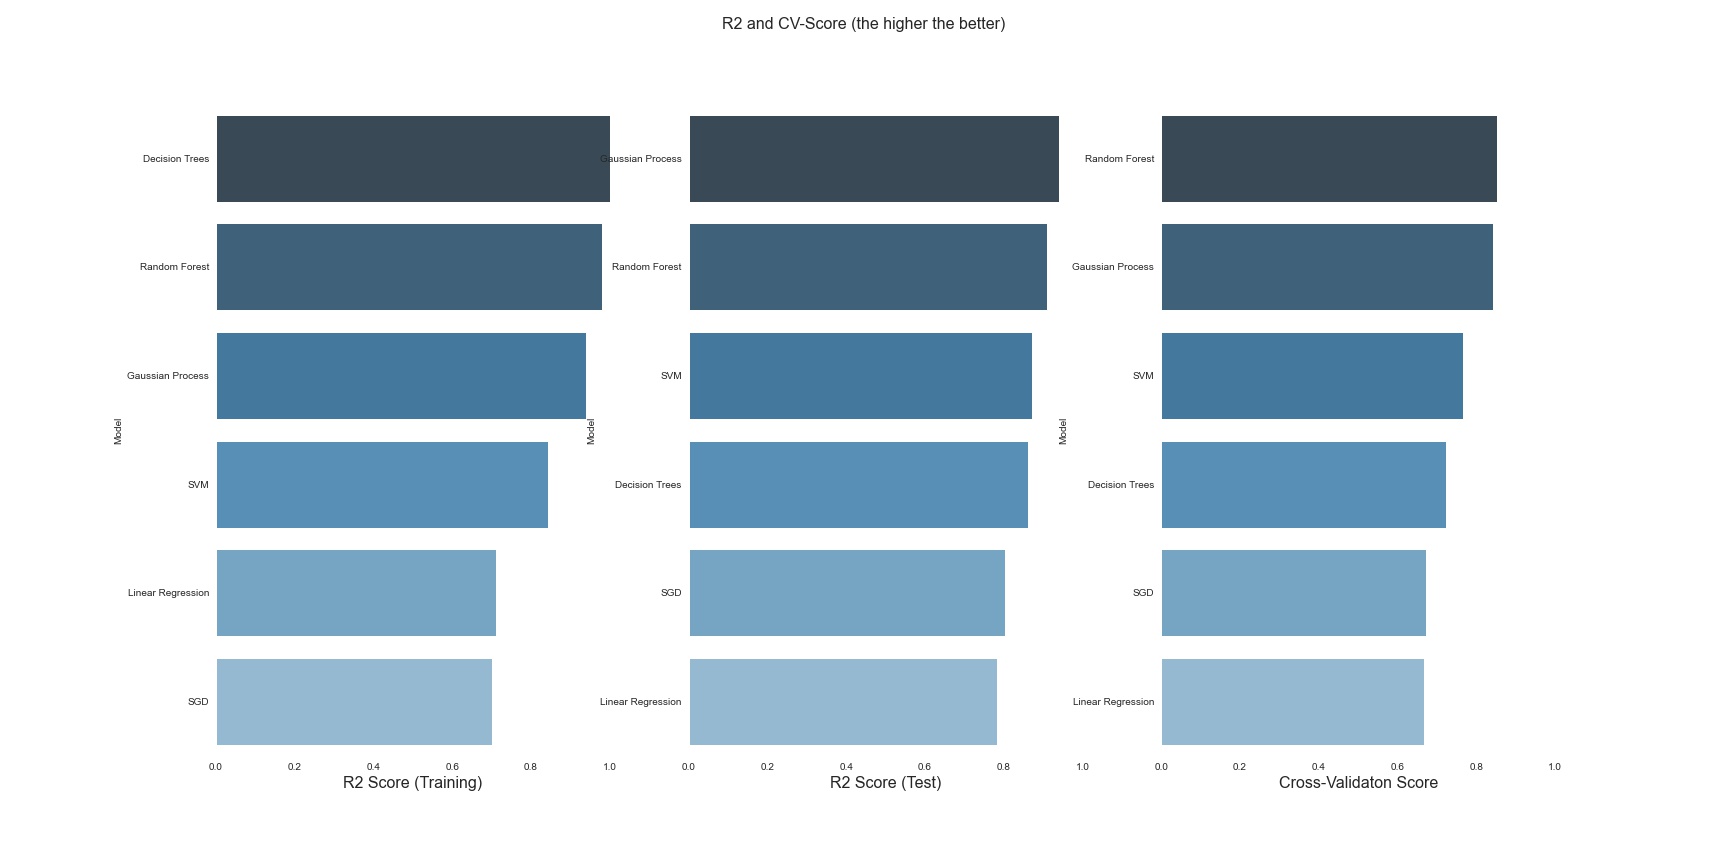 R2 and CV-Score (the higher the better)
Model
Decision Trees
Random Forest
Gaussian Process
SVM
Linear Regression
SGD
0.0 0.2 0.4 0.6 0.8 1.0
R2 Score (Training)
Model
Gaussian Process
Random Forest
SVM
Decision Trees
SGD
Linear Regression
0.0 0.2 0.4 0.6 0.8 1.0
R2 Score (Test)
Model
Random Forest
Gaussian Process
SVM
Decision Trees
SGD
Linear Regression
0.0 0.2 0.4 0.6 0.8 1.0
Cross-Validaton Score